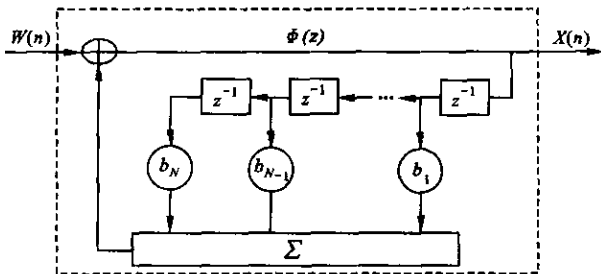 W(n) Φ(z) X(n)
z⁻¹ z⁻¹ ... z⁻¹
b_N b_{N-1} b_1
Σ